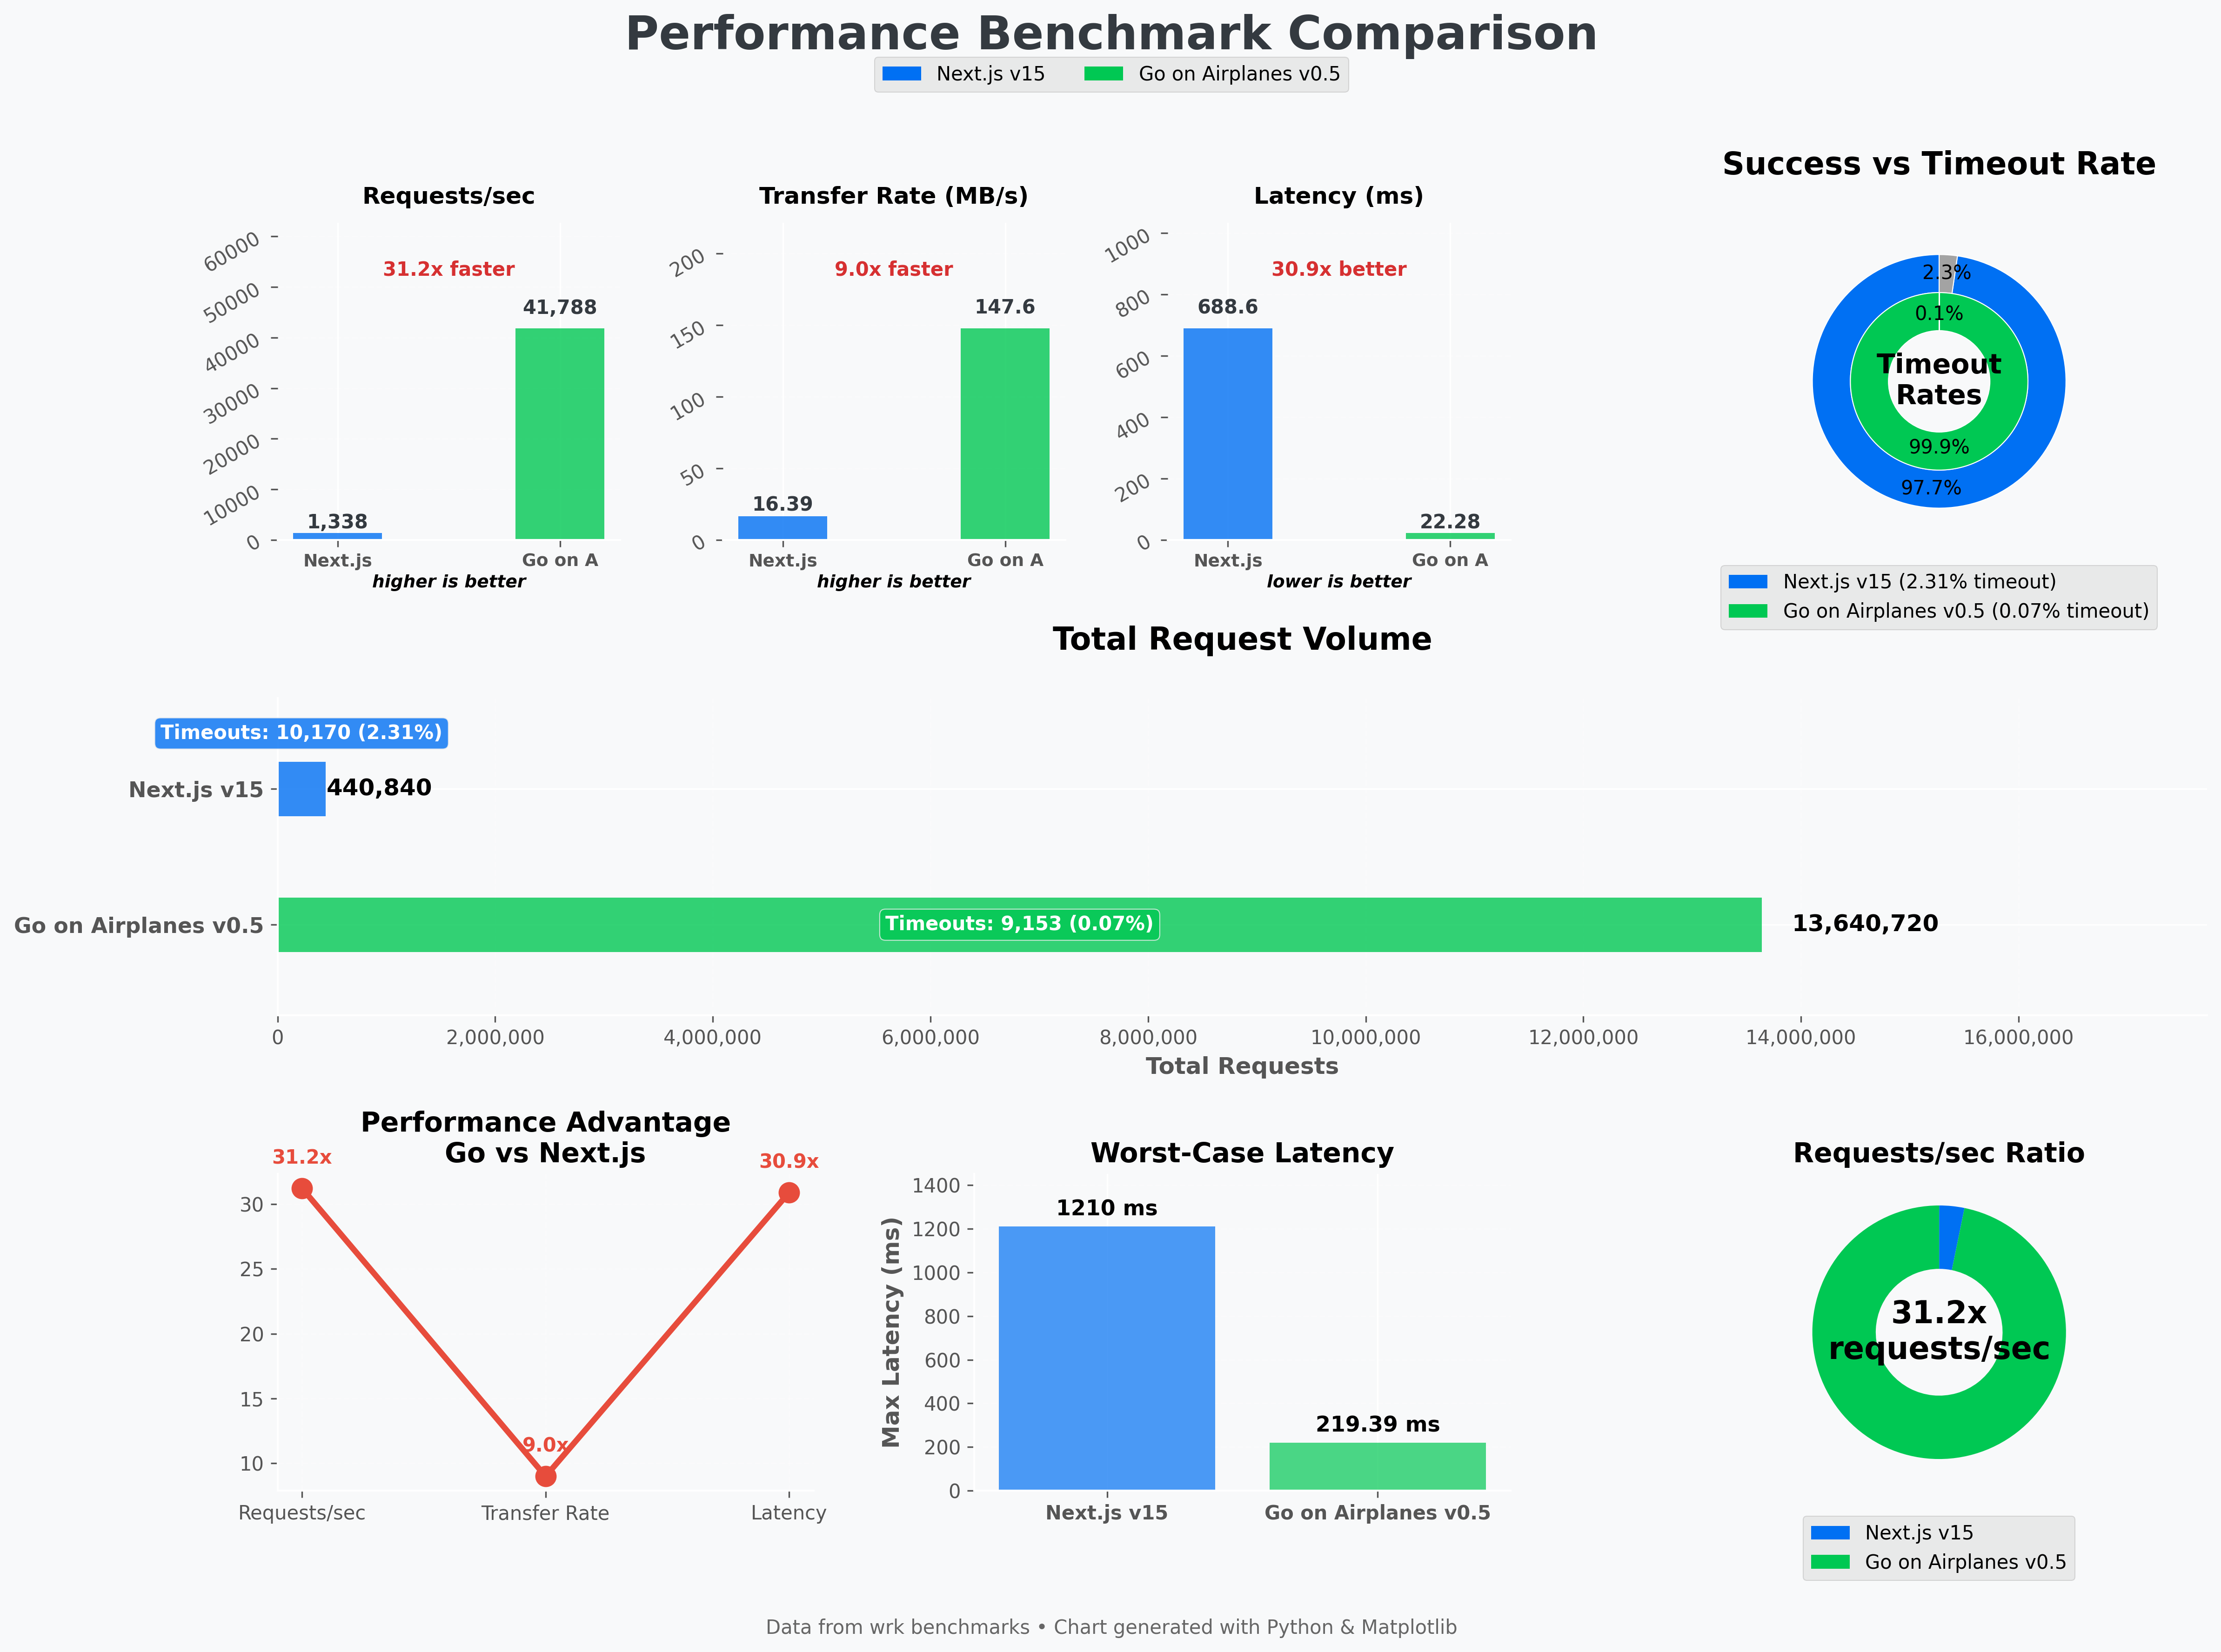 Performance Benchmark Comparison
Next.js v15
Go on Airplanes v0.5
Requests/sec
60000
50000
40000
30000
20000
10000
0
31.2x faster
1,338
41,788
Next.js
Go on A
higher is better
Transfer Rate (MB/s)
200
150
100
50
0
9.0x faster
16.39
147.6
Next.js
Go on A
higher is better
Latency (ms)
1000
800
600
400
200
0
30.9x better
688.6
22.28
Next.js
Go on A
lower is better
Success vs Timeout Rate
2.3%
0.1%
Timeout
Rates
99.9%
97.7%
Next.js v15 (2.31% timeout)
Go on Airplanes v0.5 (0.07% timeout)
Total Request Volume
Timeouts: 10,170 (2.31%)
Next.js v15
440,840
Go on Airplanes v0.5
Timeouts: 9,153 (0.07%)
13,640,720
0
2,000,000
4,000,000
6,000,000
8,000,000
10,000,000
12,000,000
14,000,000
16,000,000
Total Requests
Performance Advantage
Go vs Next.js
31.2x
9.0x
30.9x
30
25
20
15
10
Requests/sec
Transfer Rate
Latency
Worst-Case Latency
Max Latency (ms)
1400
1200
1000
800
600
400
200
0
1210 ms
219.39 ms
Next.js v15
Go on Airplanes v0.5
Requests/sec Ratio
31.2x
requests/sec
Next.js v15
Go on Airplanes v0.5
Data from wrk benchmarks • Chart generated with Python & Matplotlib